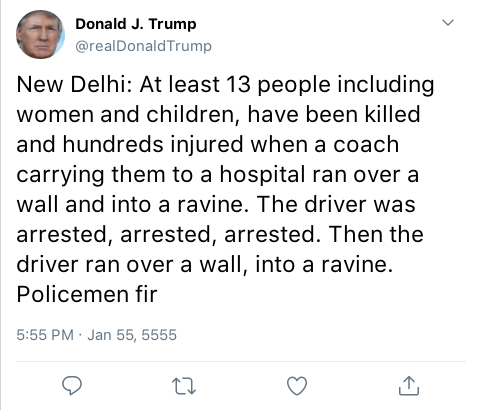 Donald J. Trump
@realDonaldTrump
New Delhi: At least 13 people including
women and children, have been killed
and hundreds injured when a coach
carrying them to a hospital ran over a
wall and into a ravine. The driver was
arrested, arrested, arrested. Then the
driver ran over a wall, into a ravine.
Policemen fir
5:55 PM · Jan 55, 5555